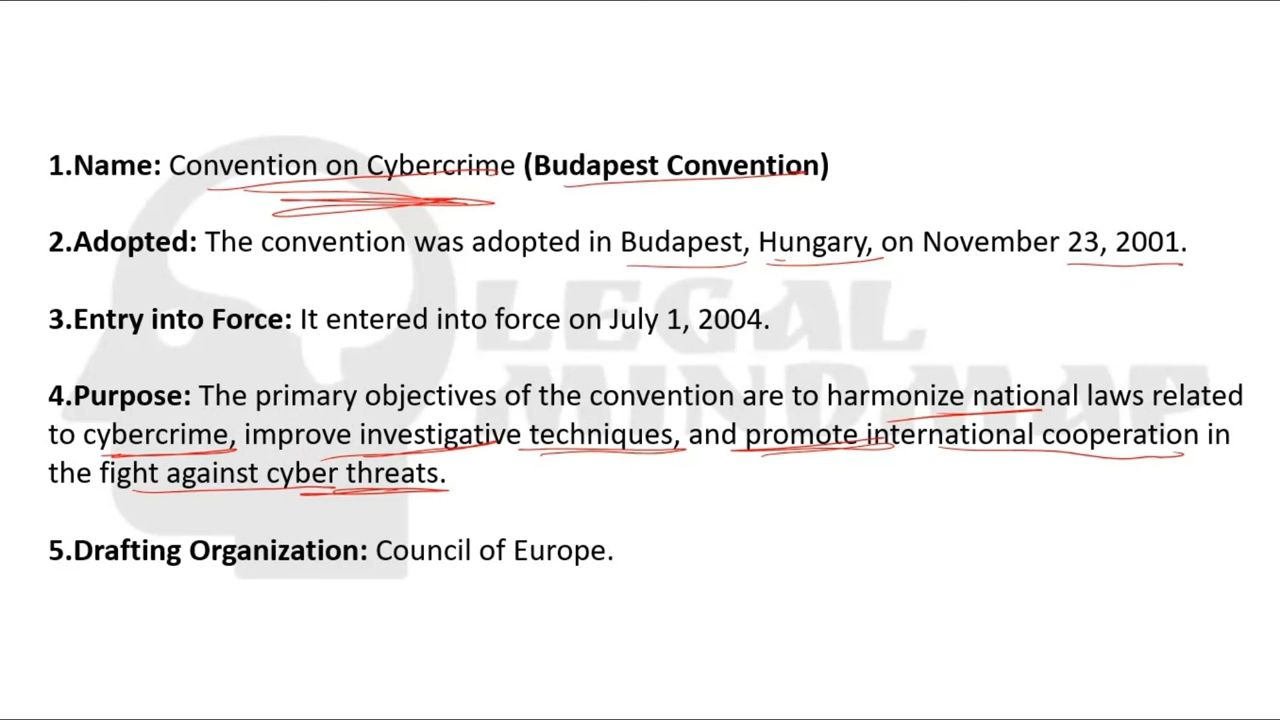 1.Name: Convention on Cybercrime (Budapest Convention)
2.Adopted: The convention was adopted in Budapest, Hungary, on November 23, 2001.
3.Entry into Force: It entered into force on July 1, 2004.
LEGAL
MINDMAP
4.Purpose: The primary objectives of the convention are to harmonize national laws related
to cybercrime, improve investigative techniques, and promote international cooperation in
the fight against cyber threats.
5.Drafting Organization: Council of Europe.